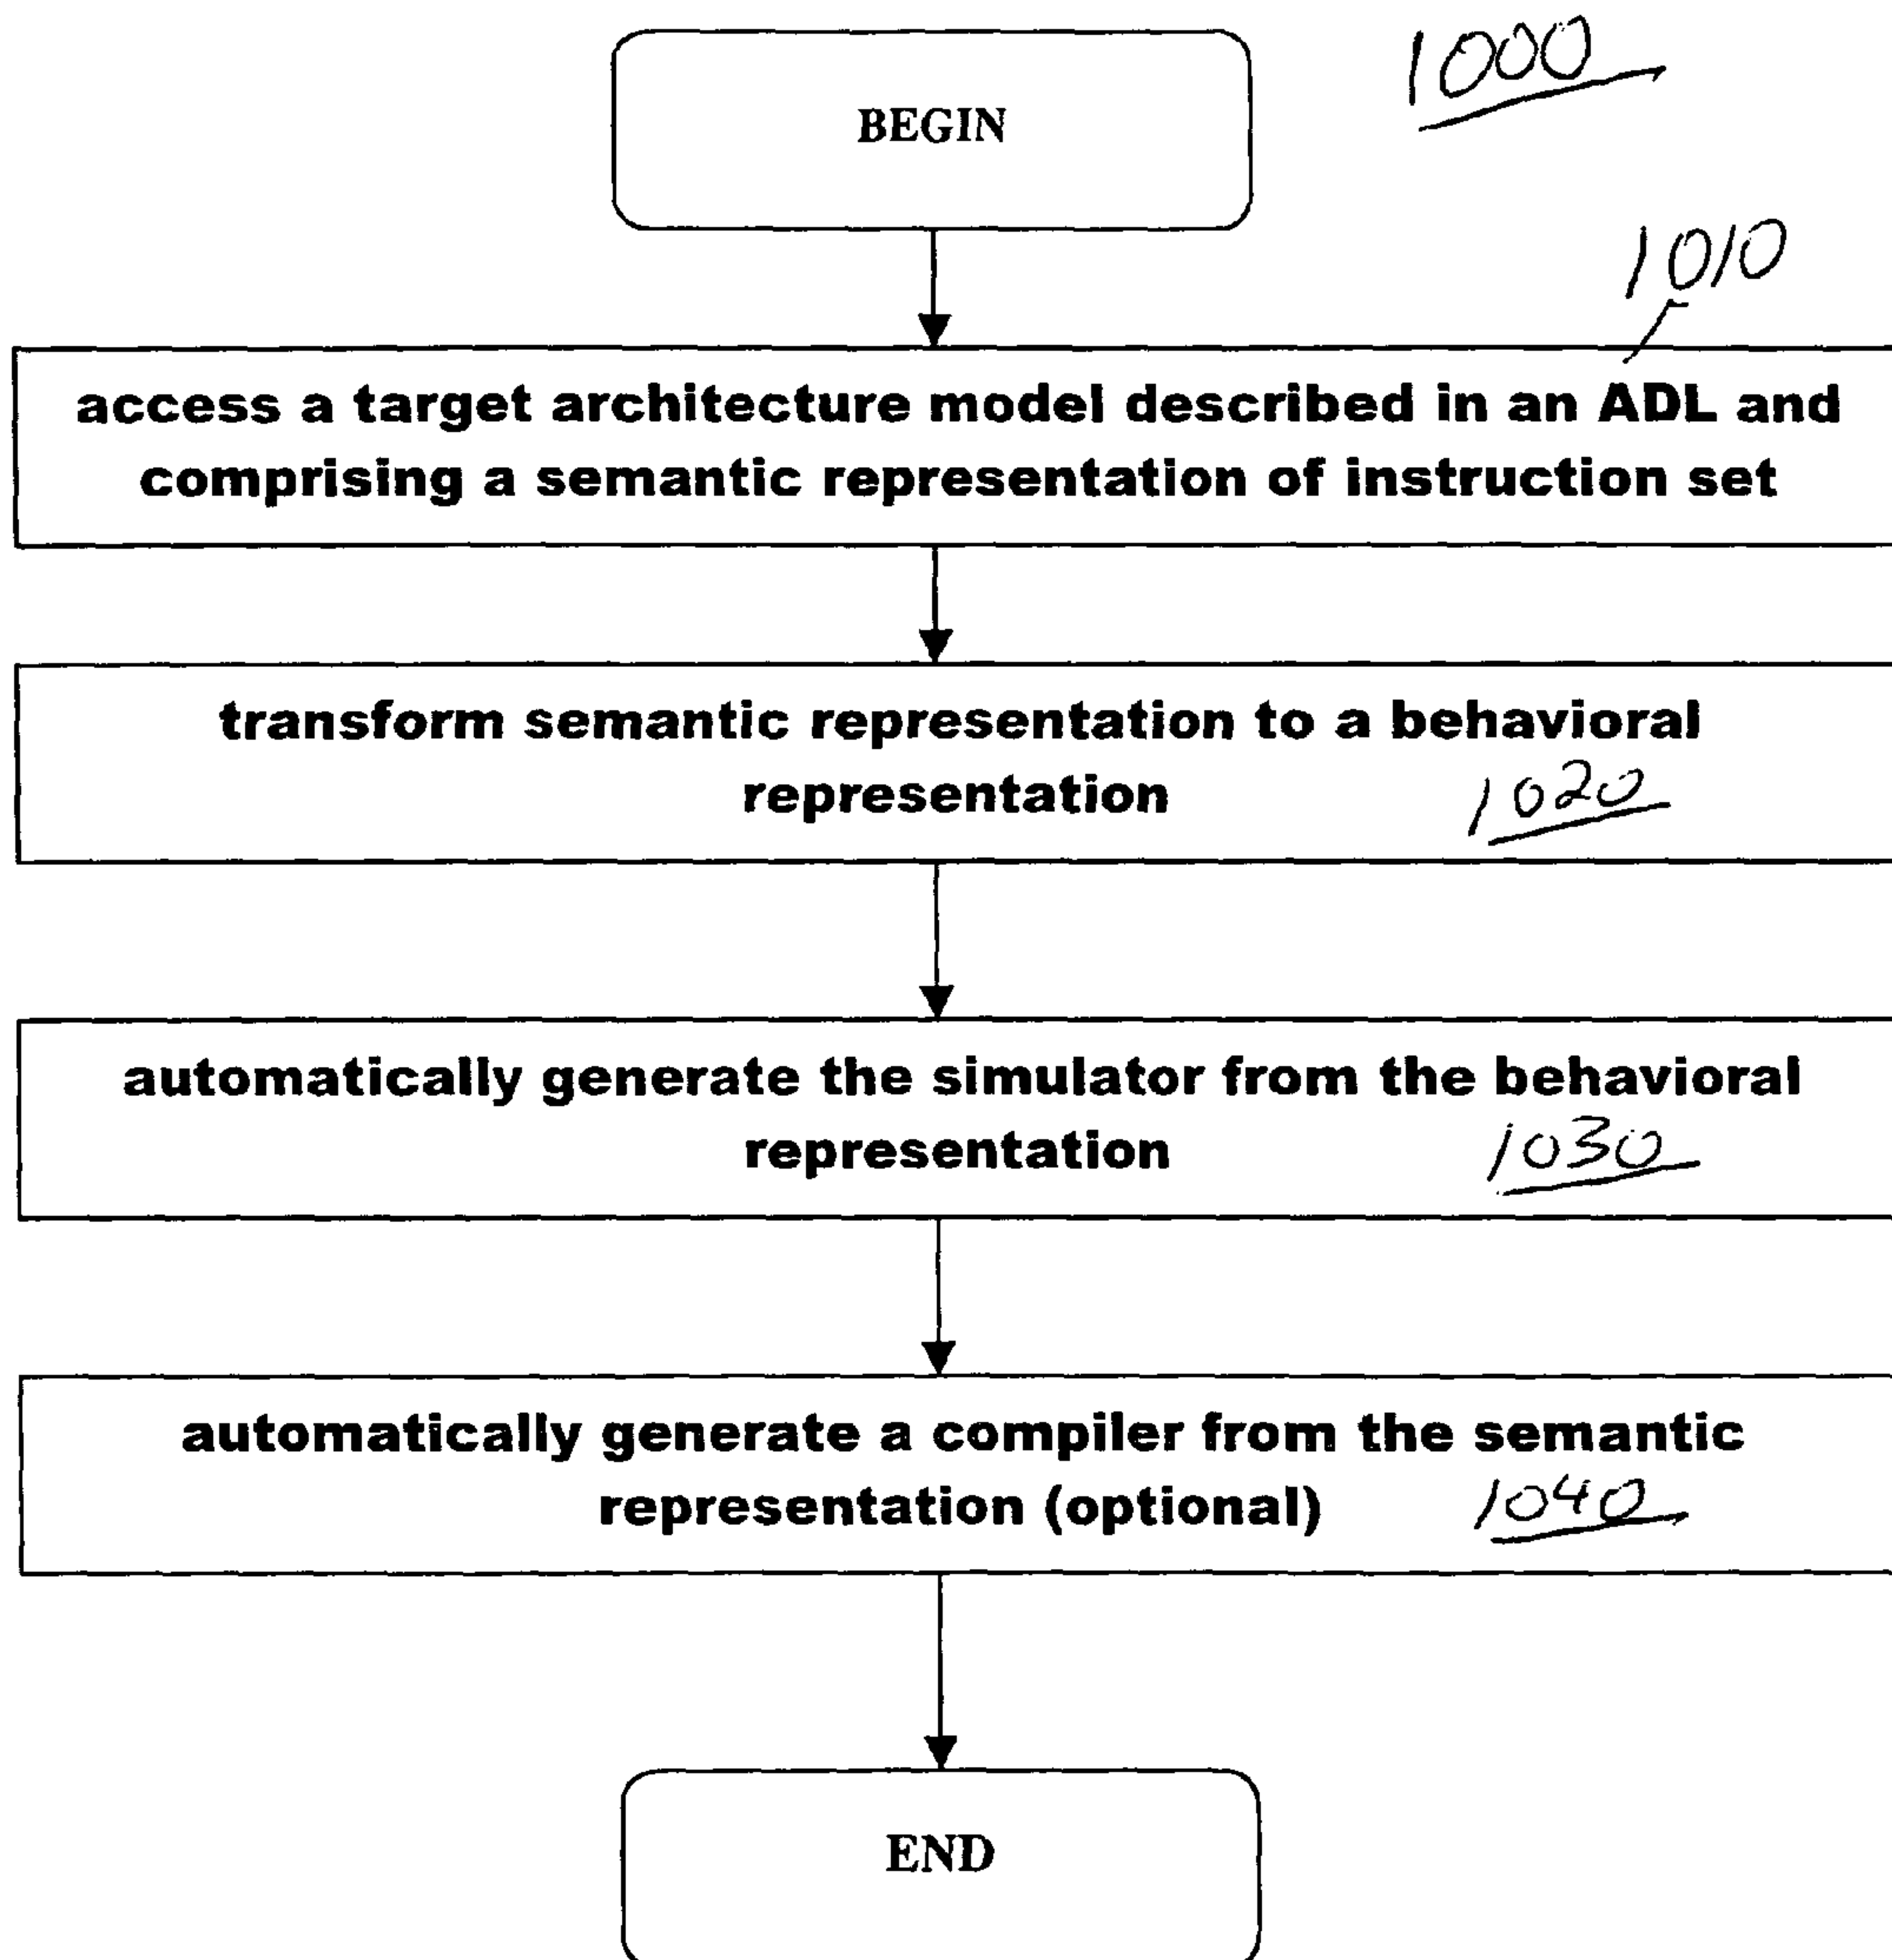 BEGIN
1000
1010
access a target architecture model described in an ADL and
comprising a semantic representation of instruction set
transform semantic representation to a behavioral
representation
1020
automatically generate the simulator from the behavioral
representation
1030
automatically generate a compiler from the semantic
representation (optional)
1040
END